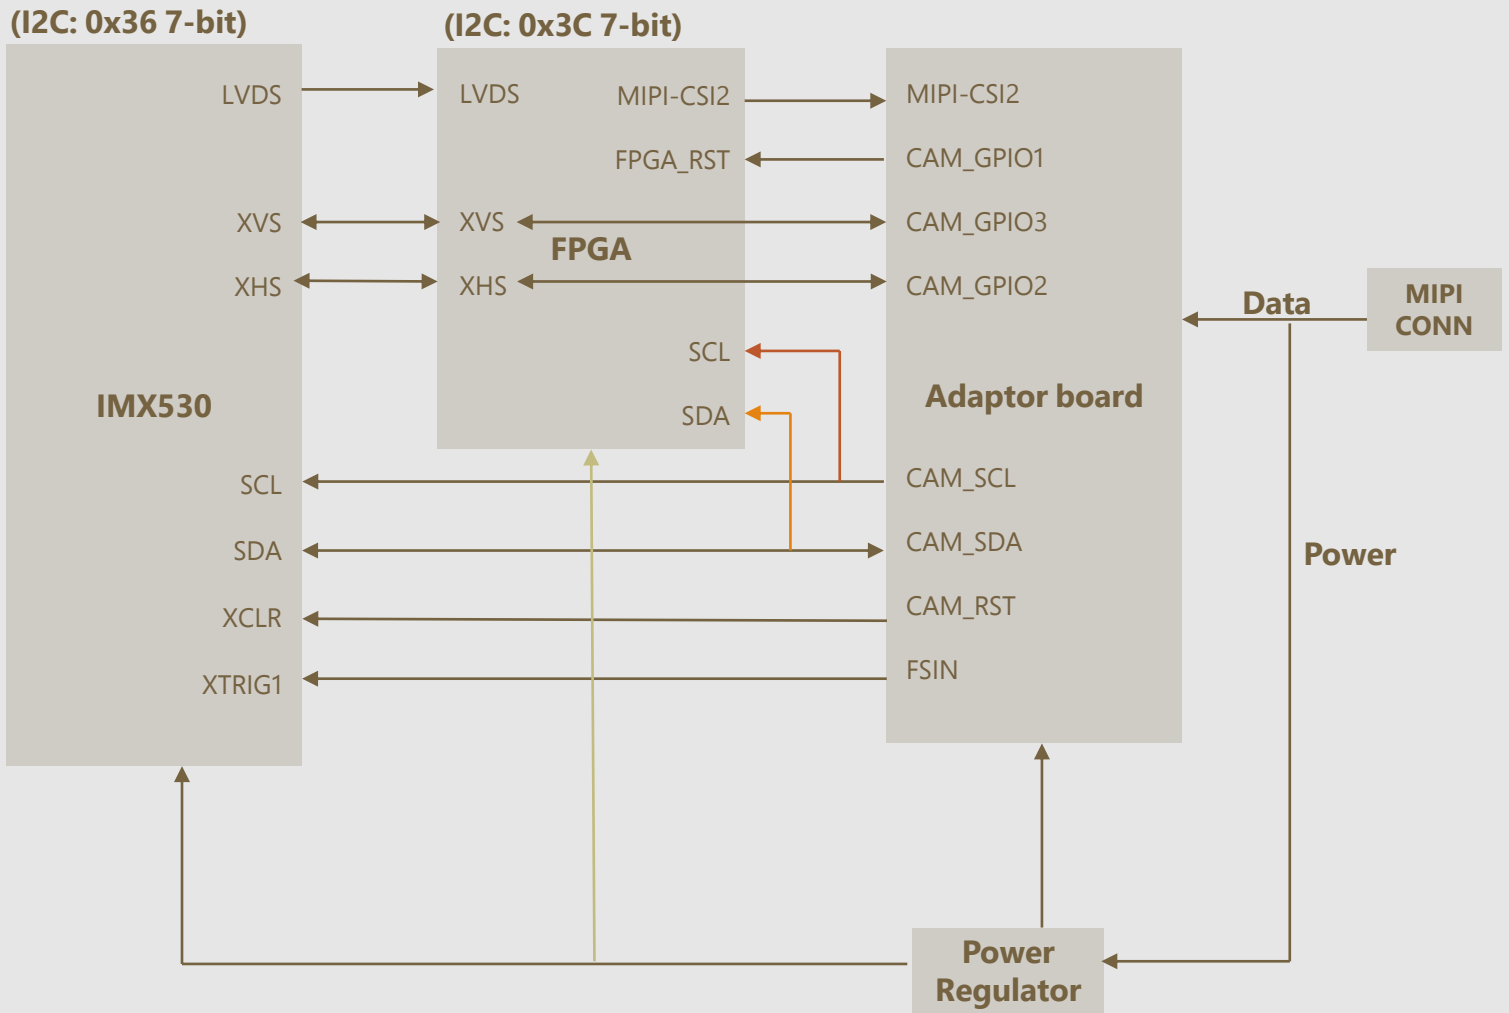 (I2C: 0x36 7-bit)
(I2C: 0x3C 7-bit)
LVDS
LVDS
MIPI-CSI2
MIPI-CSI2
FPGA_RST
CAM_GPIO1
XVS
XVS
CAM_GPIO3
FPGA
XHS
XHS
CAM_GPIO2
Data
MIPI
CONN
SCL
IMX530
SDA
Adaptor board
SCL
CAM_SCL
SDA
CAM_SDA
Power
XCLR
CAM_RST
XTRIG1
FSIN
Power
Regulator